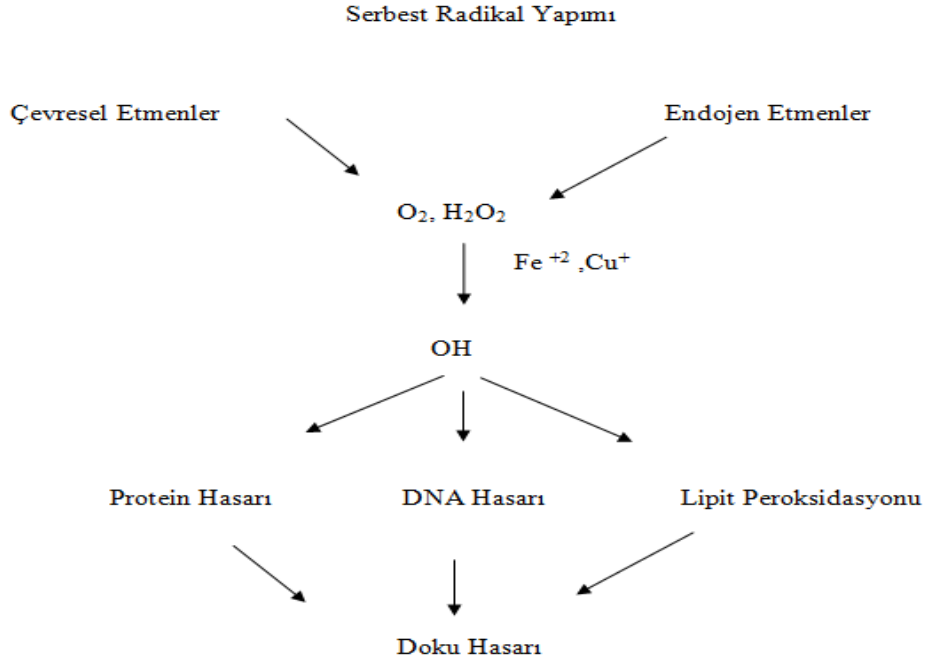 Serbest Radikal Yapımı
Çevresel Etmenler
Endojen Etmenler
O₂, H₂O₂
Fe ⁺² ,Cu⁺
OH
Protein Hasarı
DNA Hasarı
Lipit Peroksidasyonu
Doku Hasarı